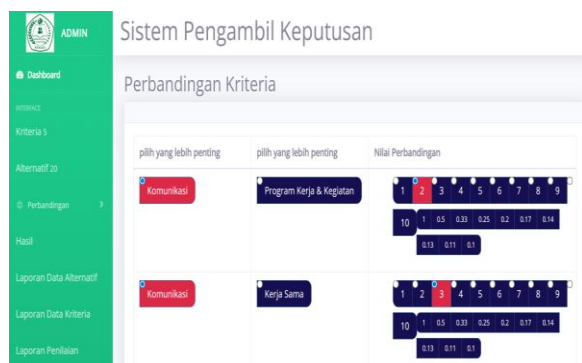 ADMIN
Sistem Pengambil Keputusan
Dashboard
Perbandingan Kriteria
INTERFACE
Kriteria 5
Alternatif 20
Perbandingan
Hasil
Laporan Data Alternatif
Laporan Data Kriteria
Laporan Penilaian
pilih yang lebih penting pilih yang lebih penting Nilai Perbandingan
Komunikasi Program Kerja & Kegiatan 1 2 3 4 5 6 7 8 9
10 1 0.5 0.33 0.25 0.2 0.17 0.14
0.13 0.11 0.1
Komunikasi Kerja Sama 1 2 3 4 5 6 7 8 9
10 1 0.5 0.33 0.25 0.2 0.17 0.14
0.13 0.11 0.1